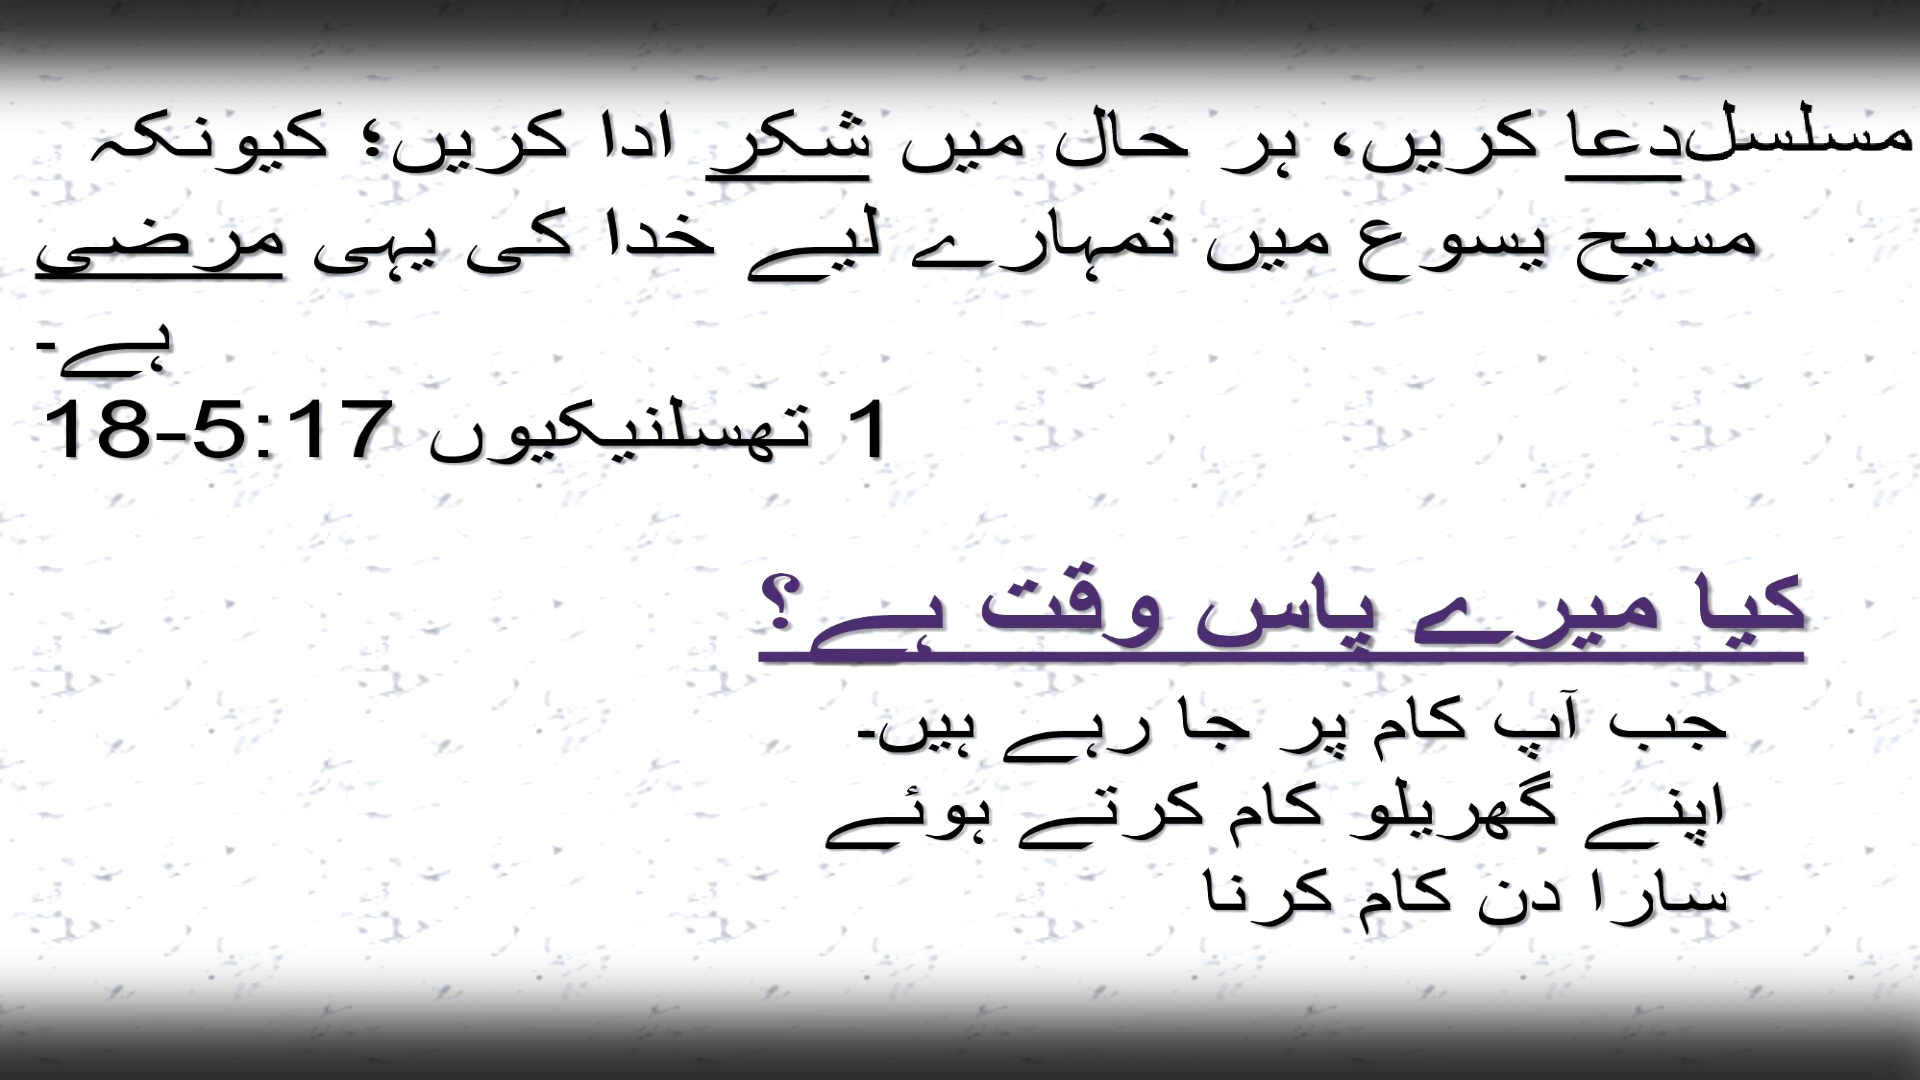 مسلسل دعا کریں، ہر حال میں شکر ادا کریں؛ کیونکہ
مسیح یسوع میں تمہارے لیے خدا کی یہی مرضی
ہے۔
1 تھسلنیکیوں 5:17-18
کیا میرے پاس وقت ہے؟
جب آپ کام پر جا رہے ہیں۔
اپنے گھریلو کام کرتے ہوئے
سارا دن کام کرنا